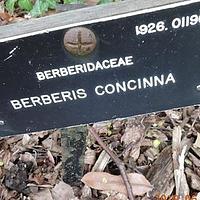 1926. 0119
BERBERIDACEAE
BERBERIS CONCINNA